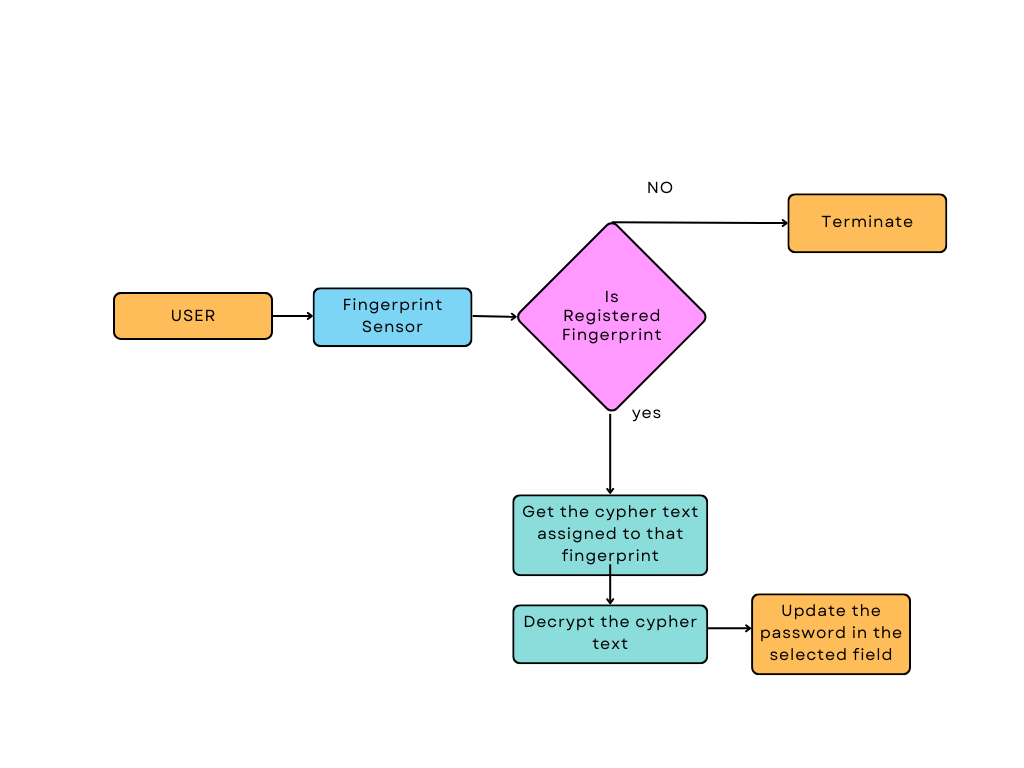 NO
Terminate
USER
Fingerprint
Sensor
Is
Registered
Fingerprint
yes
Get the cypher text
assigned to that
fingerprint
Decrypt the cypher
text
Update the
password in the
selected field